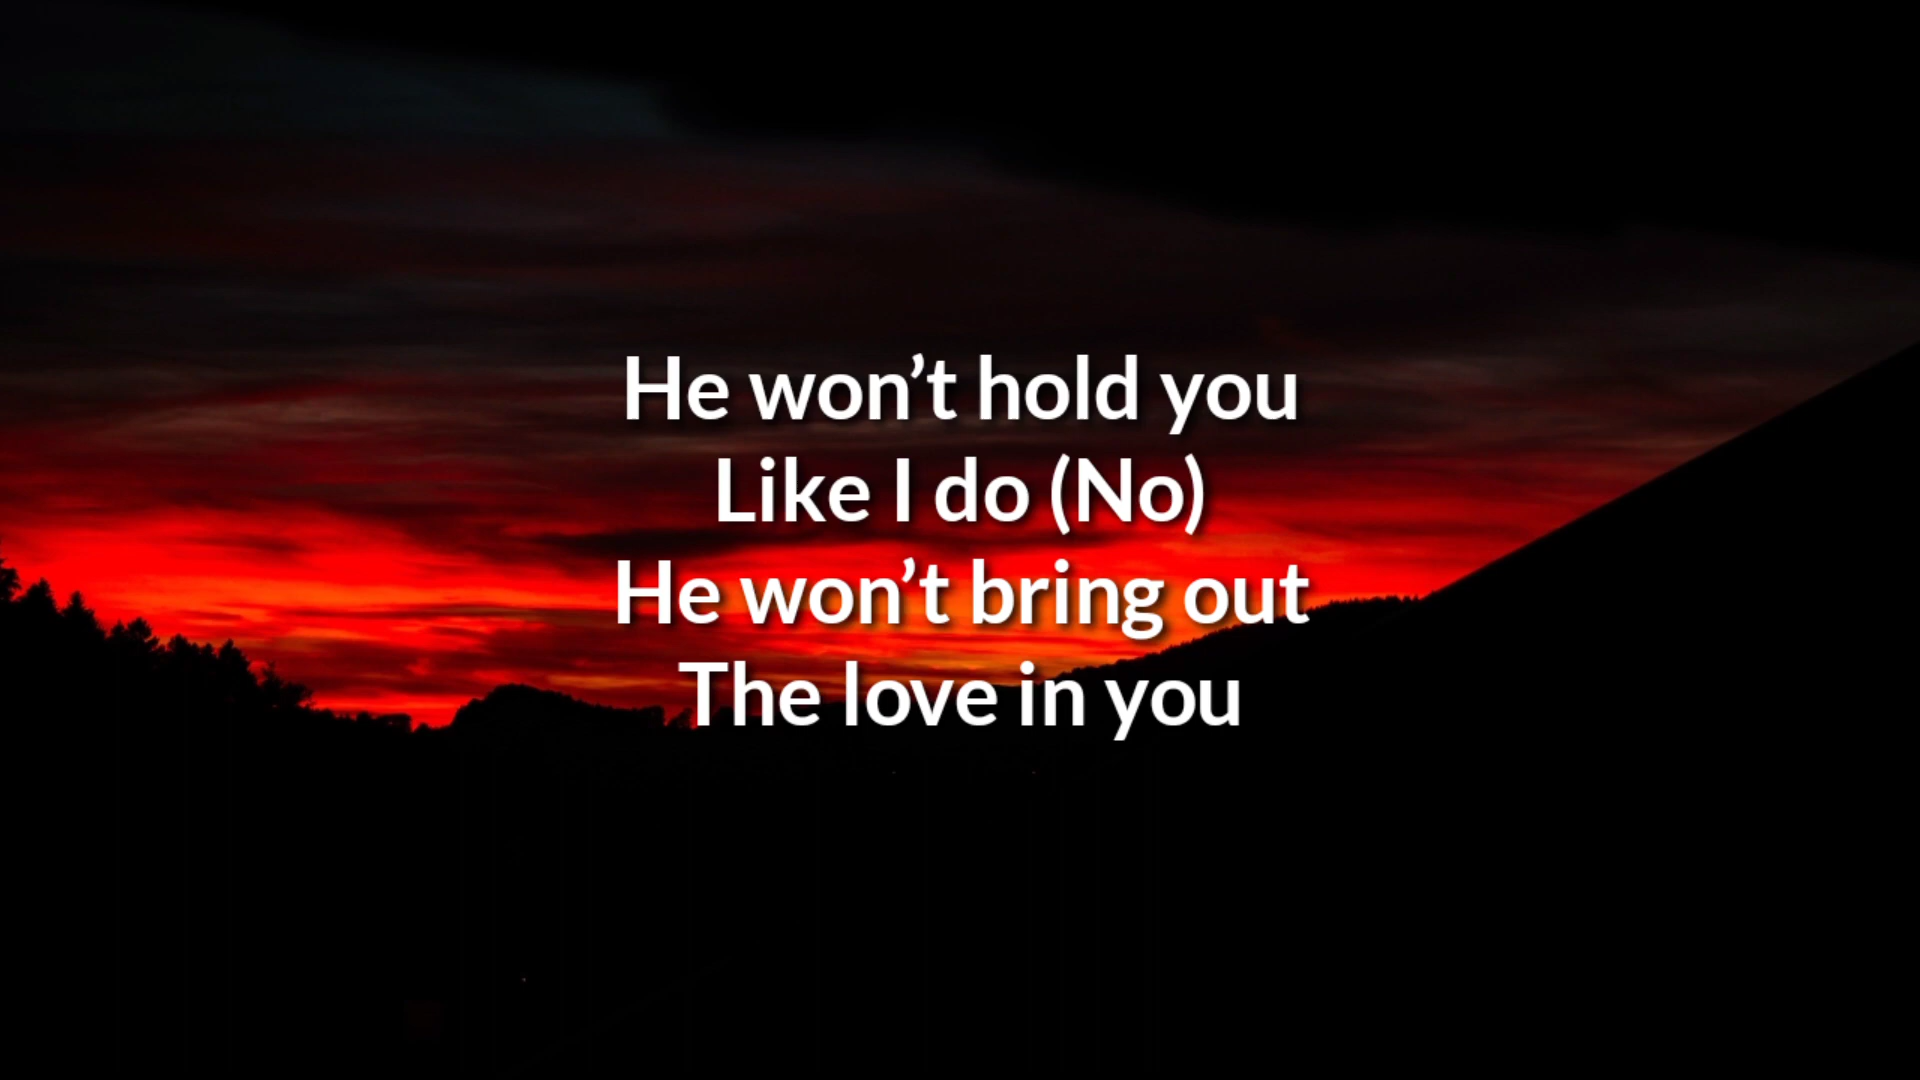 He won’t hold you
Like I do (No)
He won’t bring out
The love in you